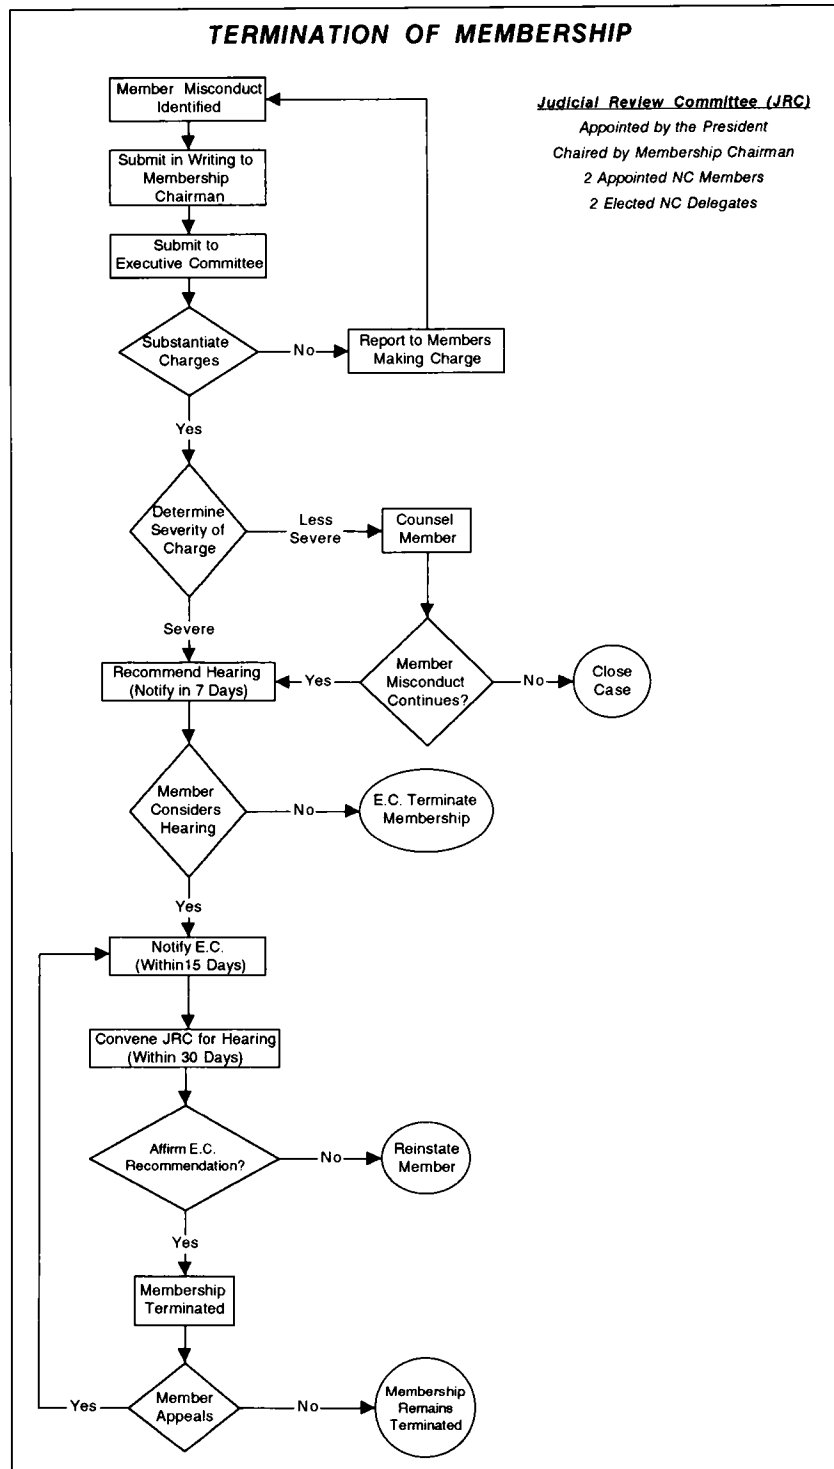 TERMINATION OF MEMBERSHIP
Member Misconduct
Identified
Judicial Review Committee (JRC)
Appointed by the President
Chaired by Membership Chairman
2 Appointed NC Members
2 Elected NC Delegates
Submit in Writing to
Membership
Chairman
Submit to
Executive Committee
Substantiate
Charges
No
Report to Members
Making Charge
Yes
Determine
Severity of
Charge
Less
Severe
Counsel
Member
Severe
Recommend Hearing
(Notify in 7 Days)
Yes
Member
Misconduct
Continues?
No
Close
Case
Member
Considers
Hearing
No
E.C. Terminate
Membership
Yes
Notify E.C.
(Within15 Days)
Convene JRC for Hearing
(Within 30 Days)
Affirm E.C.
Recommendation?
No
Reinstate
Member
Yes
Membership
Terminated
Yes
Member
Appeals
No
Membership
Remains
Terminated